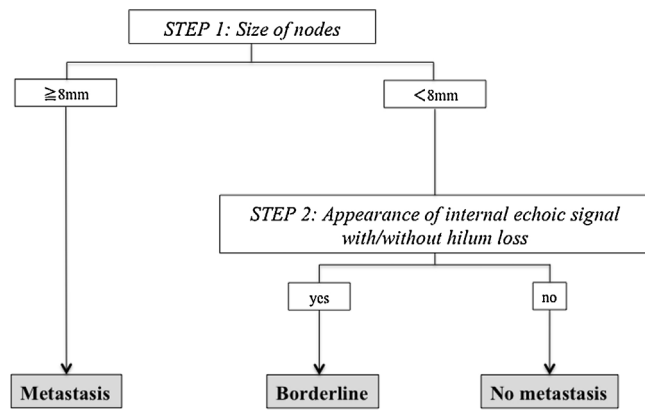 STEP 1: Size of nodes
≧8mm
<8mm
STEP 2: Appearance of internal echoic signal
with/without hilum loss
yes
no
Metastasis
Borderline
No metastasis